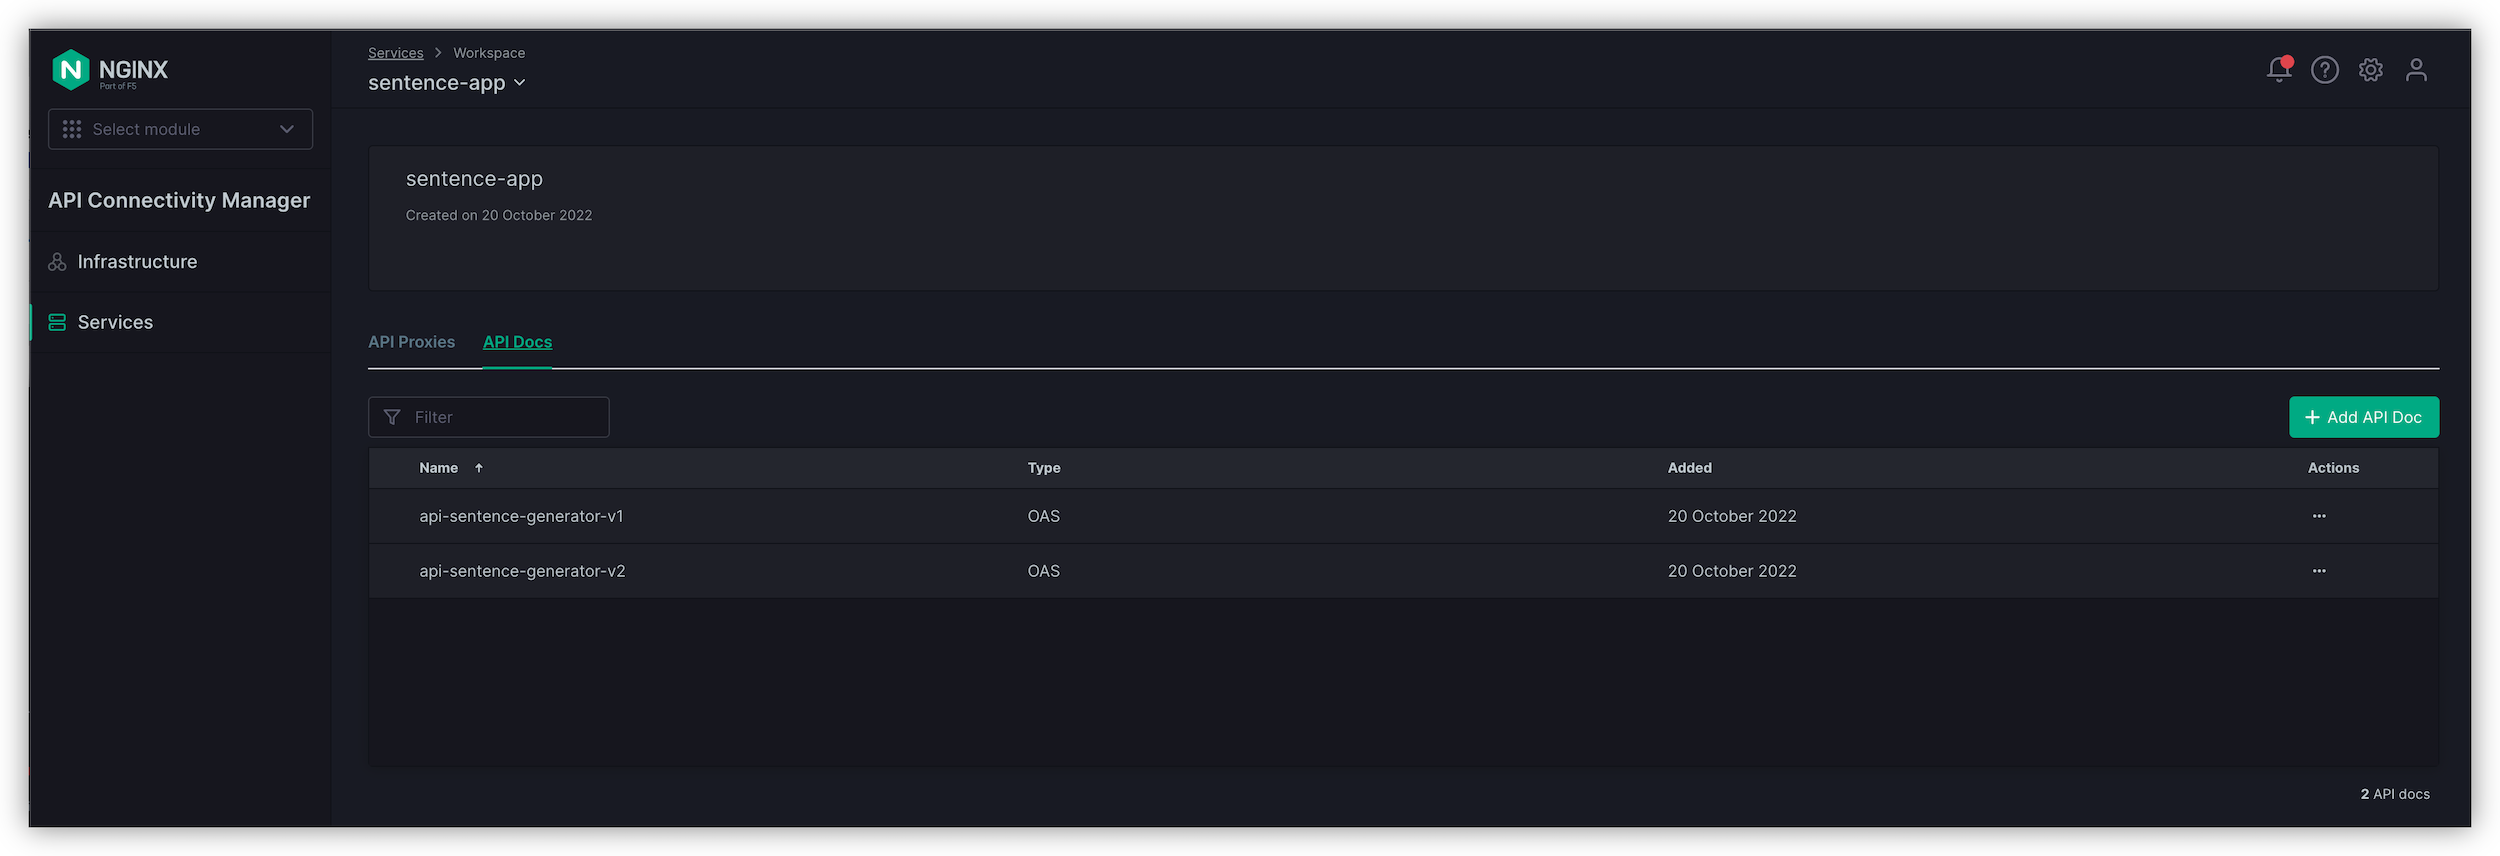 NGINX
Part of F5
Select module
API Connectivity Manager
Infrastructure
Services
Services > Workspace
sentence-app
sentence-app
Created on 20 October 2022
API Proxies API Docs
Filter
+ Add API Doc
Name ↑ Type Added Actions
api-sentence-generator-v1 OAS 20 October 2022 ···
api-sentence-generator-v2 OAS 20 October 2022 ···
2 API docs